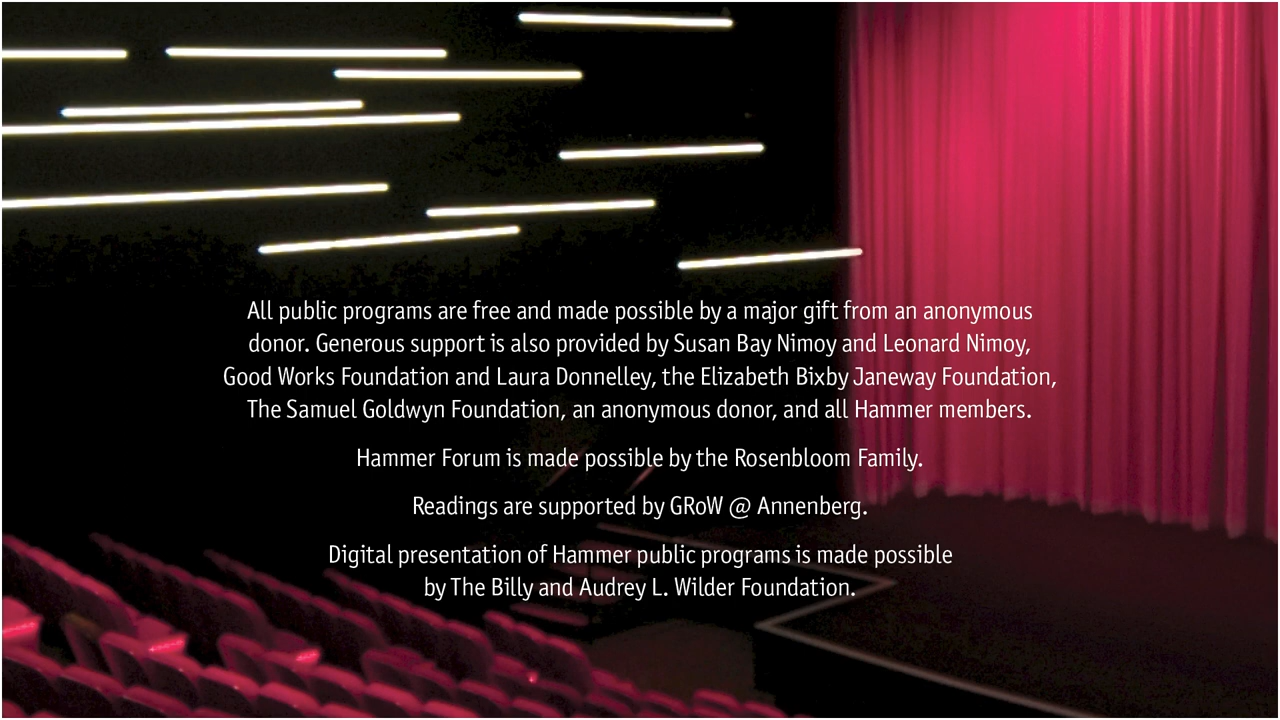 All public programs are free and made possible by a major gift from an anonymous
donor. Generous support is also provided by Susan Bay Nimoy and Leonard Nimoy,
Good Works Foundation and Laura Donnelley, the Elizabeth Bixby Janeway Foundation,
The Samuel Goldwyn Foundation, an anonymous donor, and all Hammer members.
Hammer Forum is made possible by the Rosenbloom Family.
Readings are supported by GRoW @ Annenberg.
Digital presentation of Hammer public programs is made possible
by The Billy and Audrey L. Wilder Foundation.